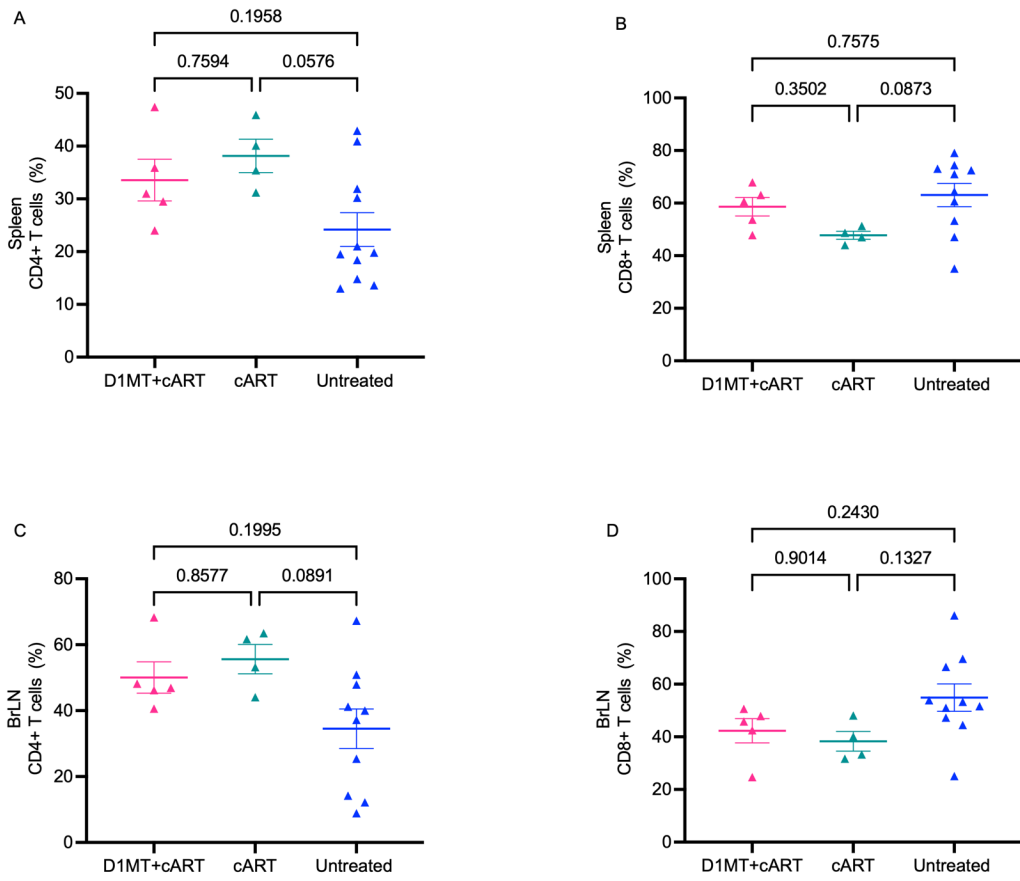 A
0.1958
0.7594 0.0576
50
40
30
20
10
0
Spleen
CD4+ T cells (%)
D1MT+cART cART Untreated
B
0.7575
0.3502 0.0873
100
80
60
40
20
0
Spleen
CD8+ T cells (%)
D1MT+cART cART Untreated
C
0.1995
0.8577 0.0891
80
60
40
20
0
BrLN
CD4+ T cells (%)
D1MT+cART cART Untreated
D
0.2430
0.9014 0.1327
100
80
60
40
20
0
BrLN
CD8+ T cells (%)
D1MT+cART cART Untreated